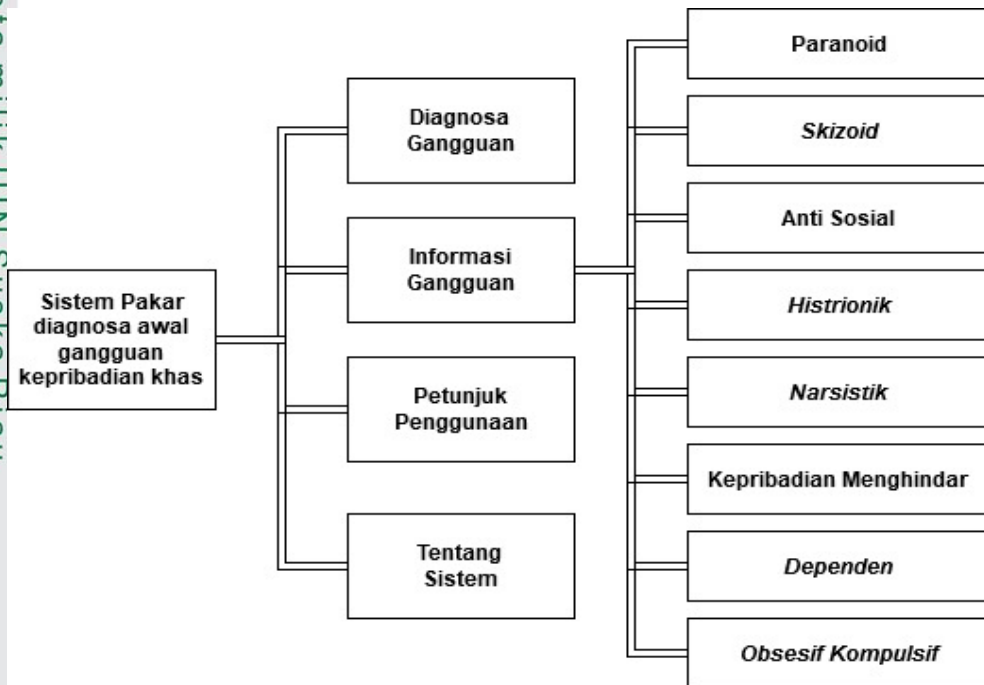 Sistem Pakar
diagnosa awal
gangguan
kepribadian khas
Diagnosa
Gangguan
Informasi
Gangguan
Petunjuk
Penggunaan
Tentang
Sistem
Paranoid
Skizoid
Anti Sosial
Histrionik
Narsistik
Kepribadian Menghindar
Dependen
Obsesif Kompulsif